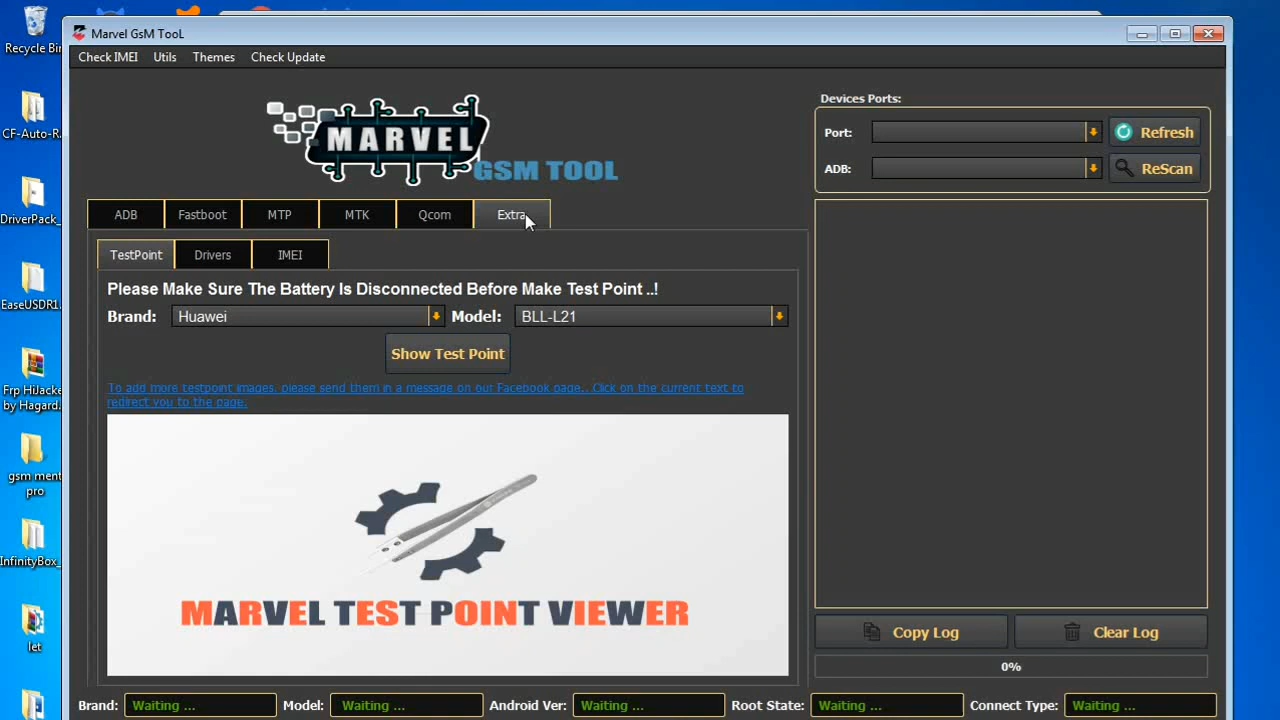 Recycle Bin
Marvel GsM TooL
Check IMEI Utils Themes Check Update
CF-Auto-R.
MARVEL
GSM TOOL
Devices Ports:
Port: Refresh
ADB: ReScan
DriverPack_
ADB Fastboot MTP MTK Qcom Extra
TestPoint Drivers IMEI
Please Make Sure The Battery Is Disconnected Before Make Test Point ..!
Brand: Huawei Model: BLL-L21
EaseUSDR1.
Show Test Point
To add more testpoint images, please send them in a message on our Facebook page.. Click on the current text to
redirect you to the page.
Frp HiJacke
by Hagard.
gsm ment
pro
InfinityBox_
MARVEL TEST POINT VIEWER
let
Copy Log Clear Log
0%
Brand: Waiting ... Model: Waiting ... Android Ver: Waiting ... Root State: Waiting ... Connect Type: Waiting ...